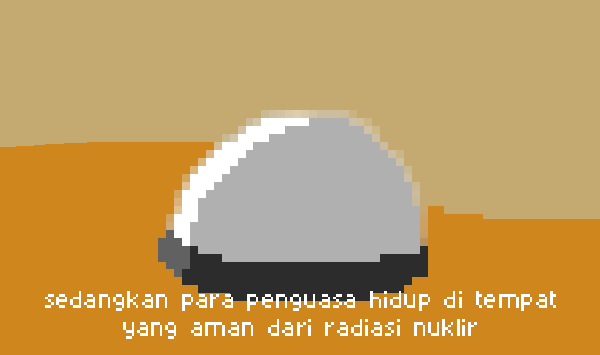 sedangkan para penguasa hidup di tempat
yang aman dari radiasi nuklir